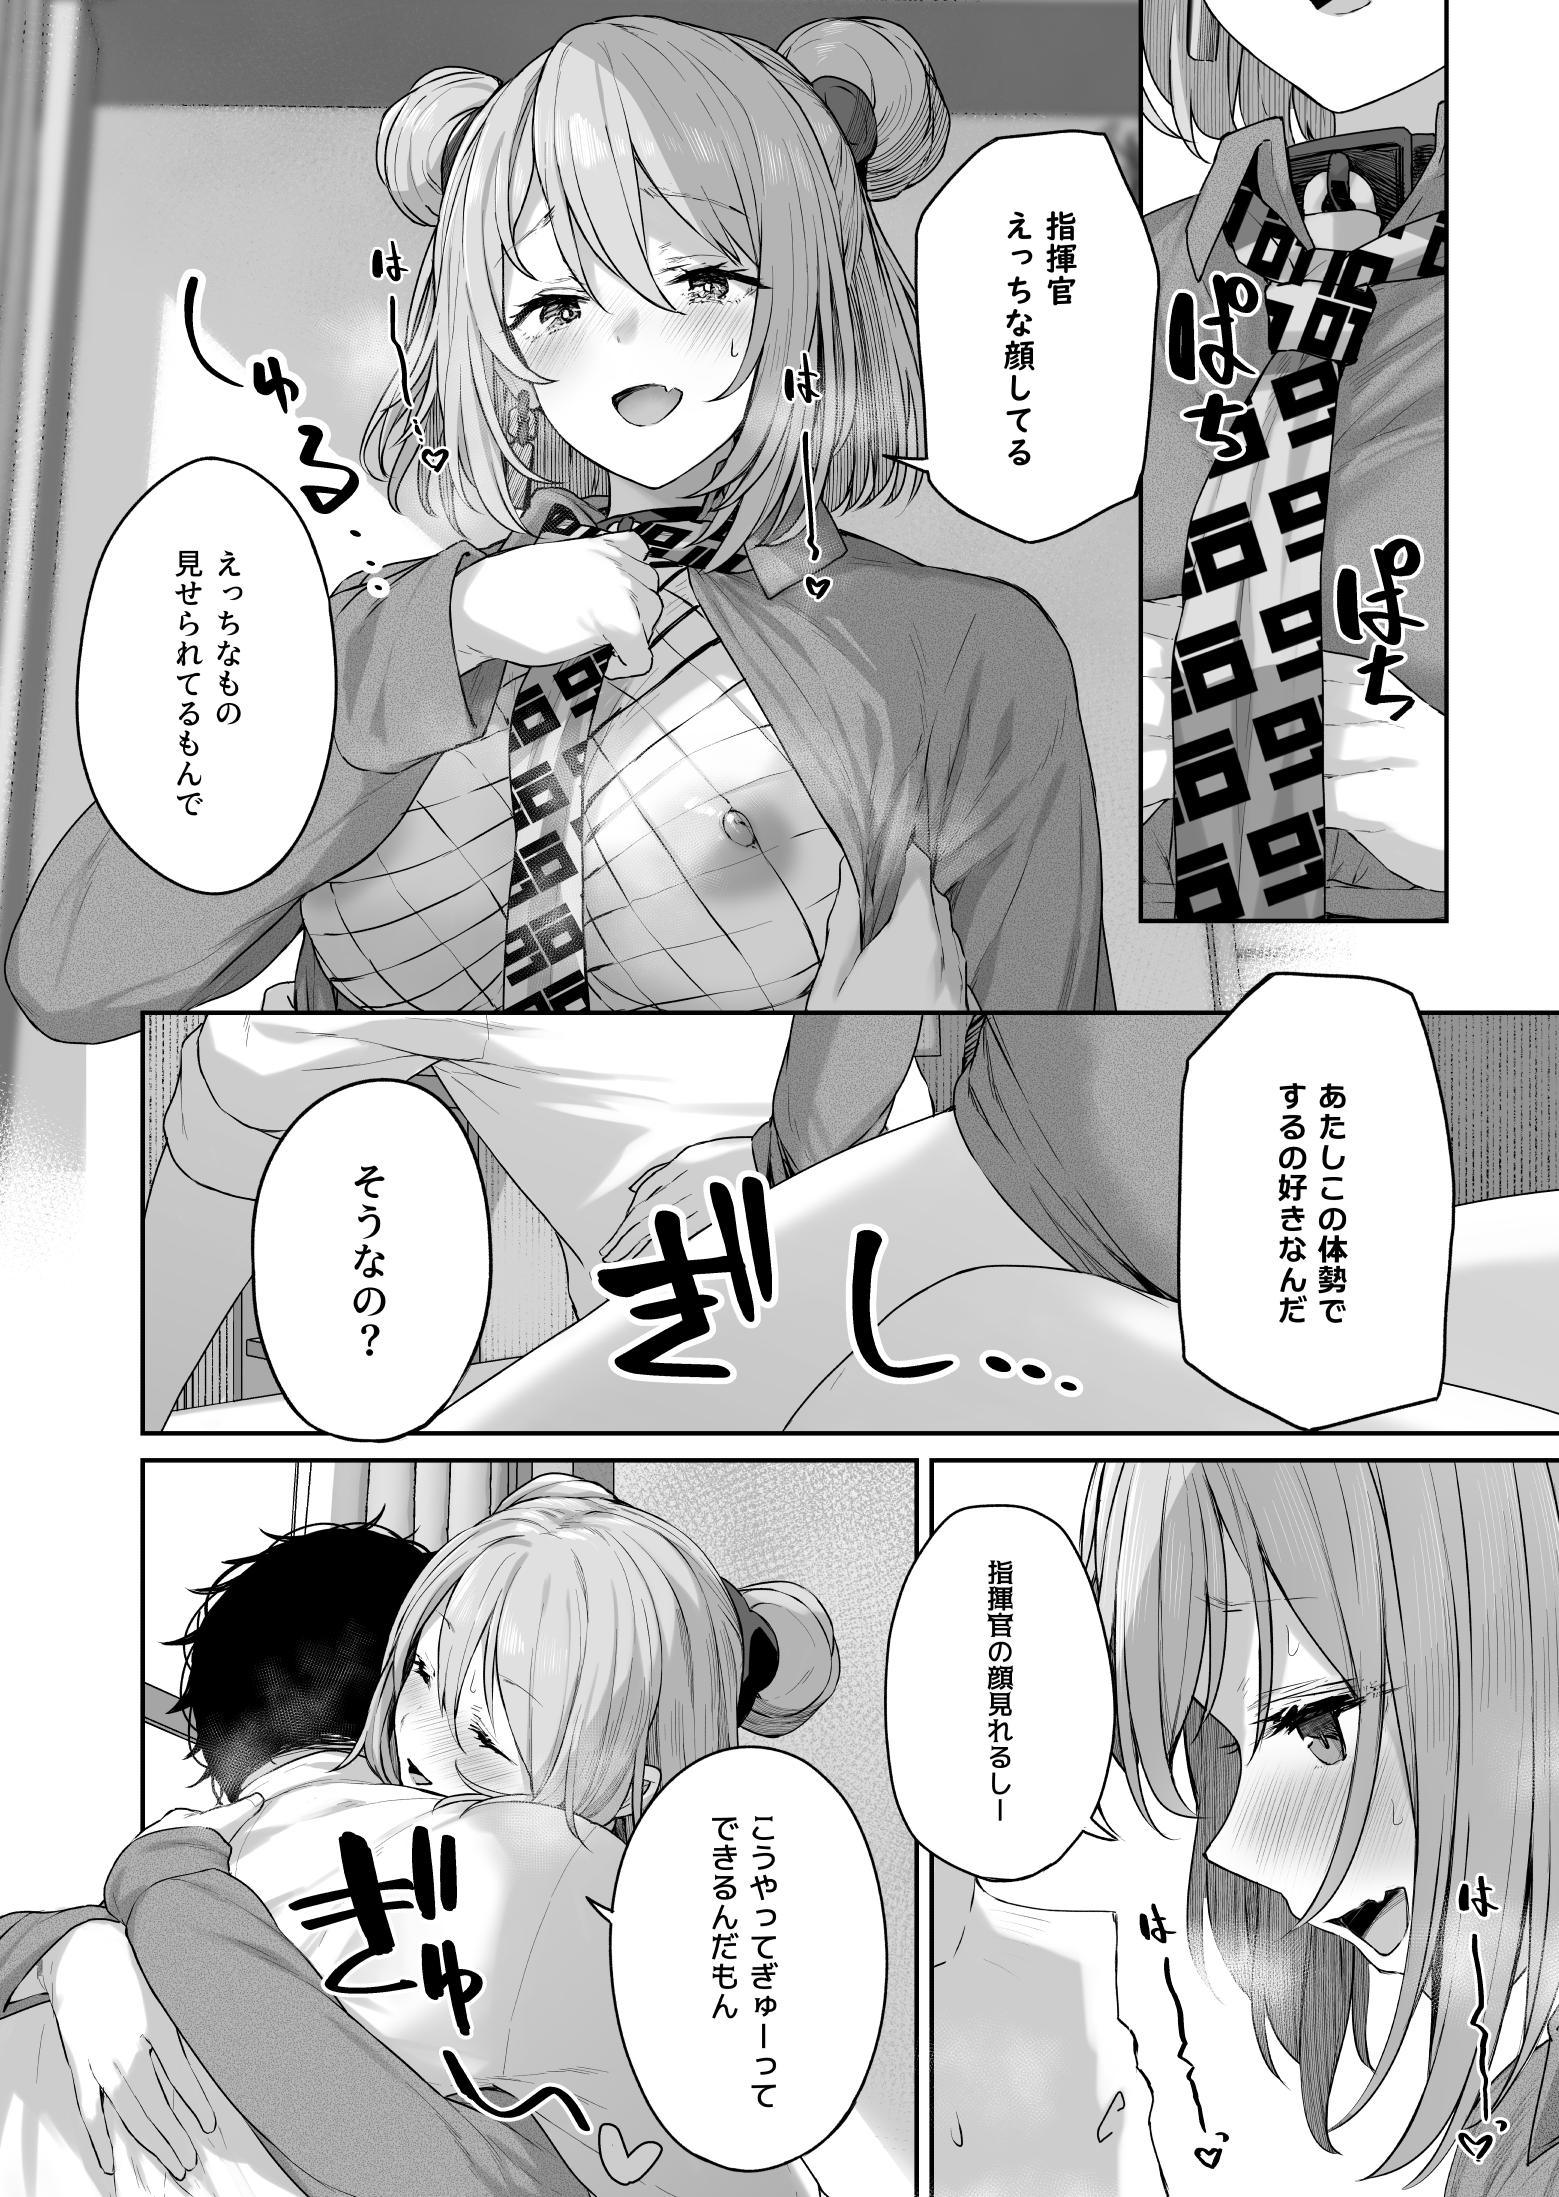 ぱち
ぱち
指揮官
えっちな顔してる
は
は
しゅる…
えっちなもの
見せられてるもんで
あたしこの体勢で
するの好きなんだ
ぎし…
そうなの？
指揮官の顔見れるしー
は
は
こうやってぎゅーって
できるんだもん
ぎゅ